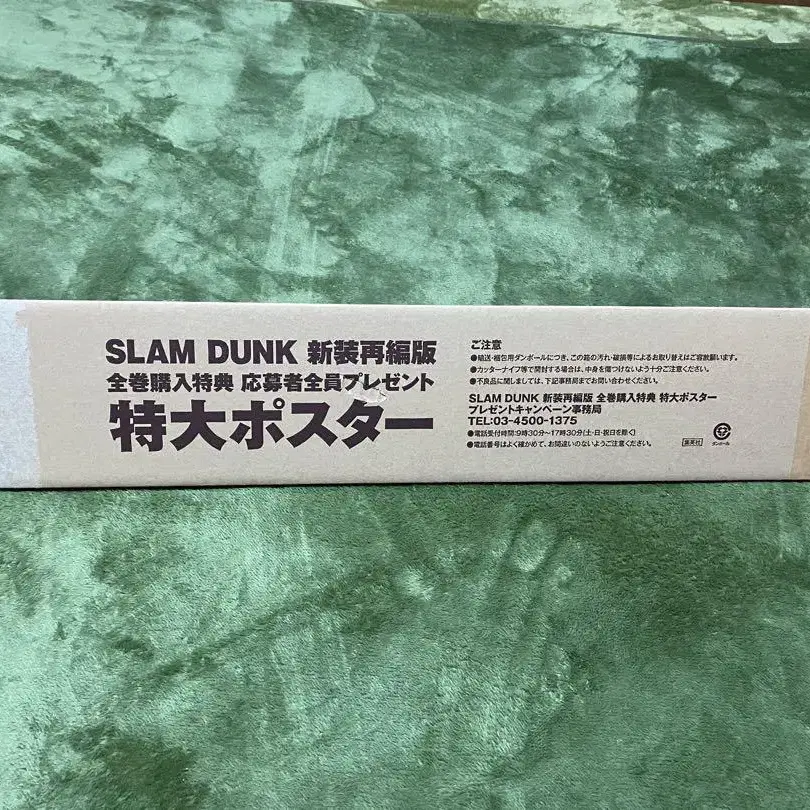 SLAM DUNK 新装再編版
全巻購入特典 応募者全員プレゼント
特大ポスター
ご注意
●輸送・梱包用ダンボールにつき、この箱の汚れ・破損等によるお取り替えはご容赦願います。
●カッターナイフ等で開封する場合は、中身を傷つけないよう十分ご注意ください。
●不良品に関しましては、下記事務局までお問い合わせください。
SLAM DUNK 新装再編版 全巻購入特典 特大ポスター
プレゼントキャンペーン事務局
TEL:03-4500-1375
●電話受付時間:9時30分〜17時30分(土・日・祝日を除く)
●電話番号はよく確かめて、お間違いのないようご注意ください。
集英社
ダンボール